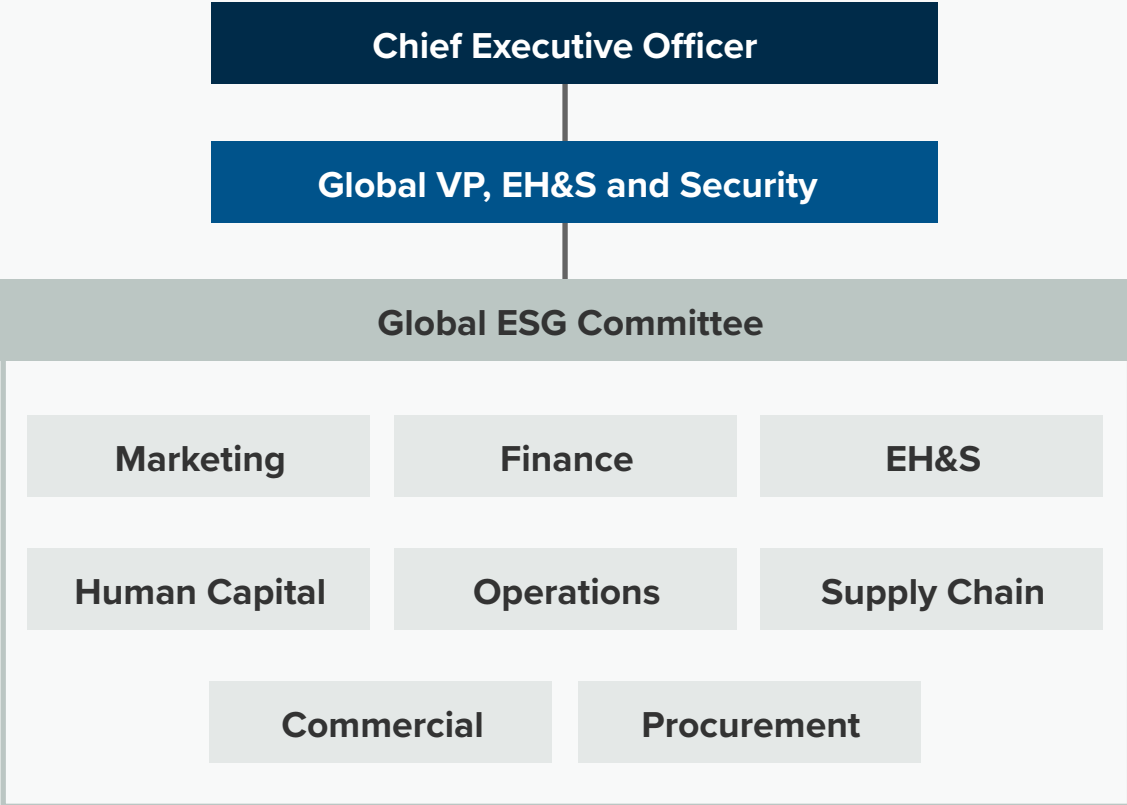 Chief Executive Officer
Global VP, EH&S and Security
Global ESG Committee
Marketing
Finance
EH&S
Human Capital
Operations
Supply Chain
Commercial
Procurement